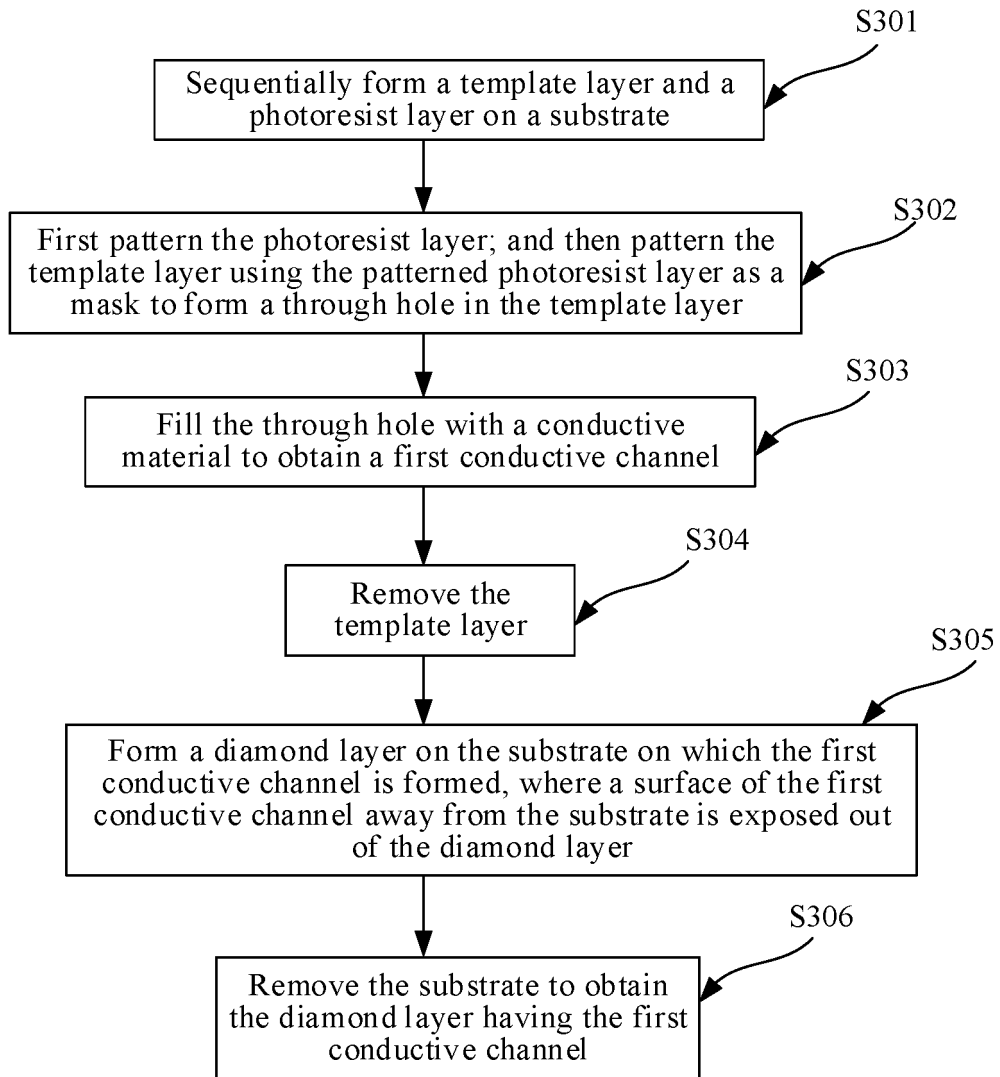 S301
Sequentially form a template layer and a
photoresist layer on a substrate
S302
First pattern the photoresist layer; and then pattern the
template layer using the patterned photoresist layer as a
mask to form a through hole in the template layer
S303
Fill the through hole with a conductive
material to obtain a first conductive channel
S304
Remove the
template layer
S305
Form a diamond layer on the substrate on which the first
conductive channel is formed, where a surface of the first
conductive channel away from the substrate is exposed out
of the diamond layer
S306
Remove the substrate to obtain
the diamond layer having the first
conductive channel